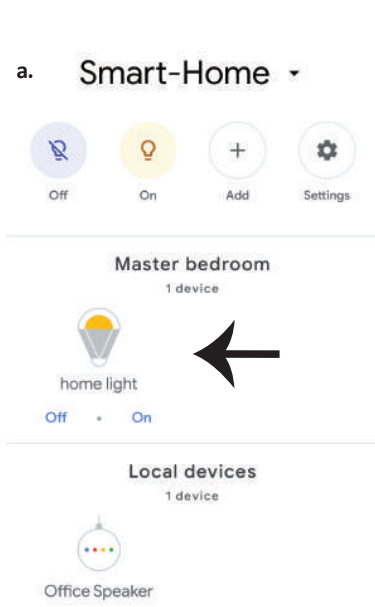 a. Smart-Home
Off On Add Settings
Master bedroom
1 device
home light
Off • On
Local devices
1 device
Office Speaker